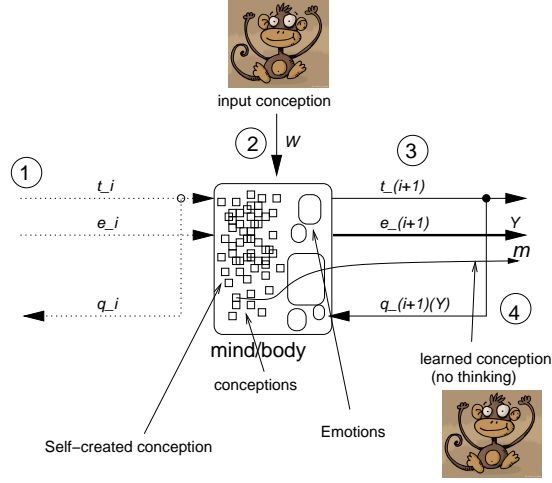 input conception
1
2
W
3
t_i
t_(i+1)
e_i
e_(i+1)
Y
m
q_i
q_(i+1)(Y)
4
mind/body
learned conception
(no thinking)
conceptions
Emotions
Self−created conception